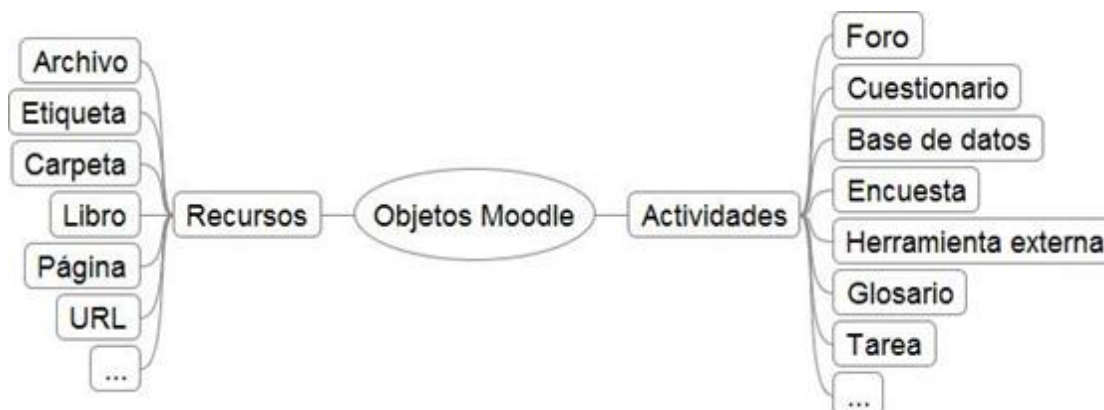 Archivo
Etiqueta
Carpeta
Libro
Página
URL
...
Recursos
Objetos Moodle
Actividades
Foro
Cuestionario
Base de datos
Encuesta
Herramienta externa
Glosario
Tarea
...